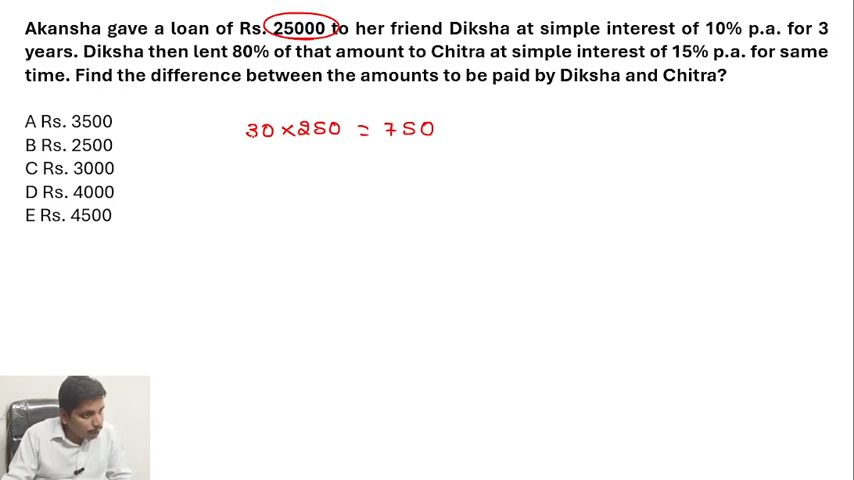 Akansha gave a loan of Rs. 25000 to her friend Diksha at simple interest of 10% p.a. for 3
years. Diksha then lent 80% of that amount to Chitra at simple interest of 15% p.a. for same
time. Find the difference between the amounts to be paid by Diksha and Chitra?
A Rs. 3500
30 × 250 = 750
B Rs. 2500
C Rs. 3000
D Rs. 4000
E Rs. 4500